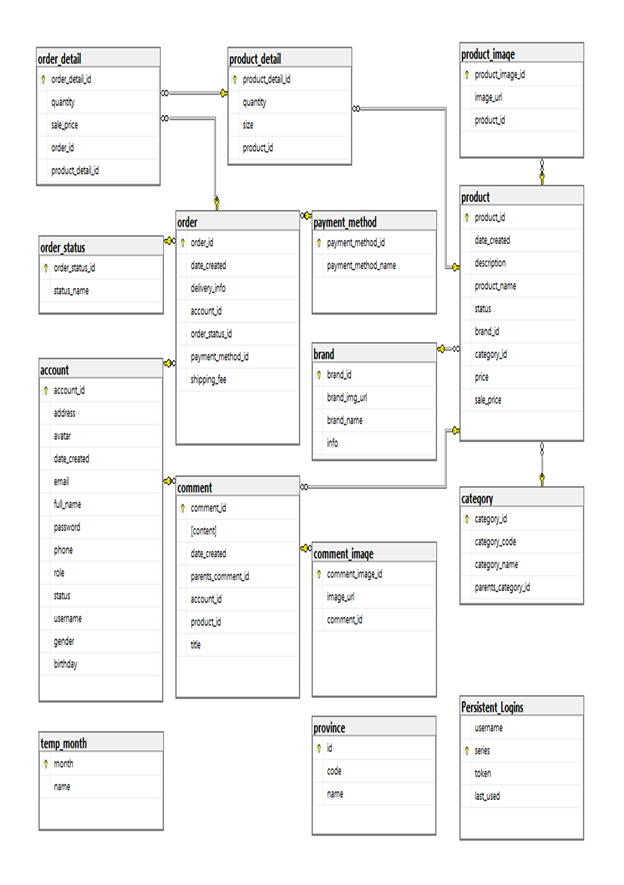 order_detail
order_detail_id
quantity
sale_price
order_id
product_detail_id
product_detail
product_detail_id
quantity
size
product_id
product_image
product_image_id
image_url
product_id
product
product_id
date_created
description
product_name
status
brand_id
category_id
price
sale_price
order
order_id
date_created
delivery_info
account_id
order_status_id
payment_method_id
shipping_fee
payment_method
payment_method_id
payment_method_name
order_status
order_status_id
status_name
brand
brand_id
brand_img_url
brand_name
info
account
account_id
address
avatar
date_created
email
full_name
password
phone
role
status
username
gender
birthday
comment
comment_id
[content]
date_created
parents_comment_id
account_id
product_id
title
comment_image
comment_image_id
image_url
comment_id
category
category_id
category_code
category_name
parents_category_id
temp_month
month
name
province
id
code
name
Persistent_Logins
username
series
token
last_used